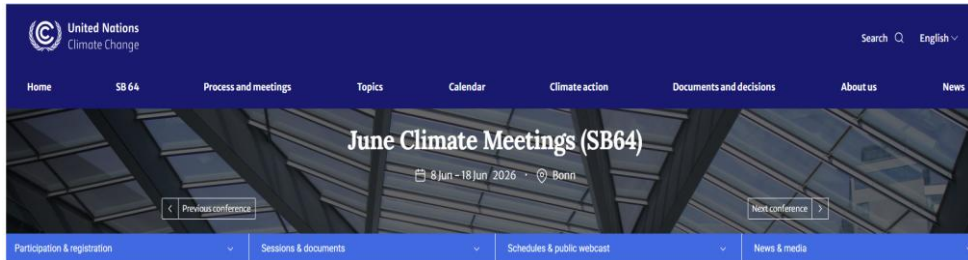 United Nations
Climate Change
Search
English
Home
SB 64
Process and meetings
Topics
Calendar
Climate action
Documents and decisions
About us
News
June Climate Meetings (SB64)
8 Jun – 18 Jun 2026 · Bonn
< Previous conference
Next conference >
Participation & registration
Sessions & documents
Schedules & public webcast
News & media